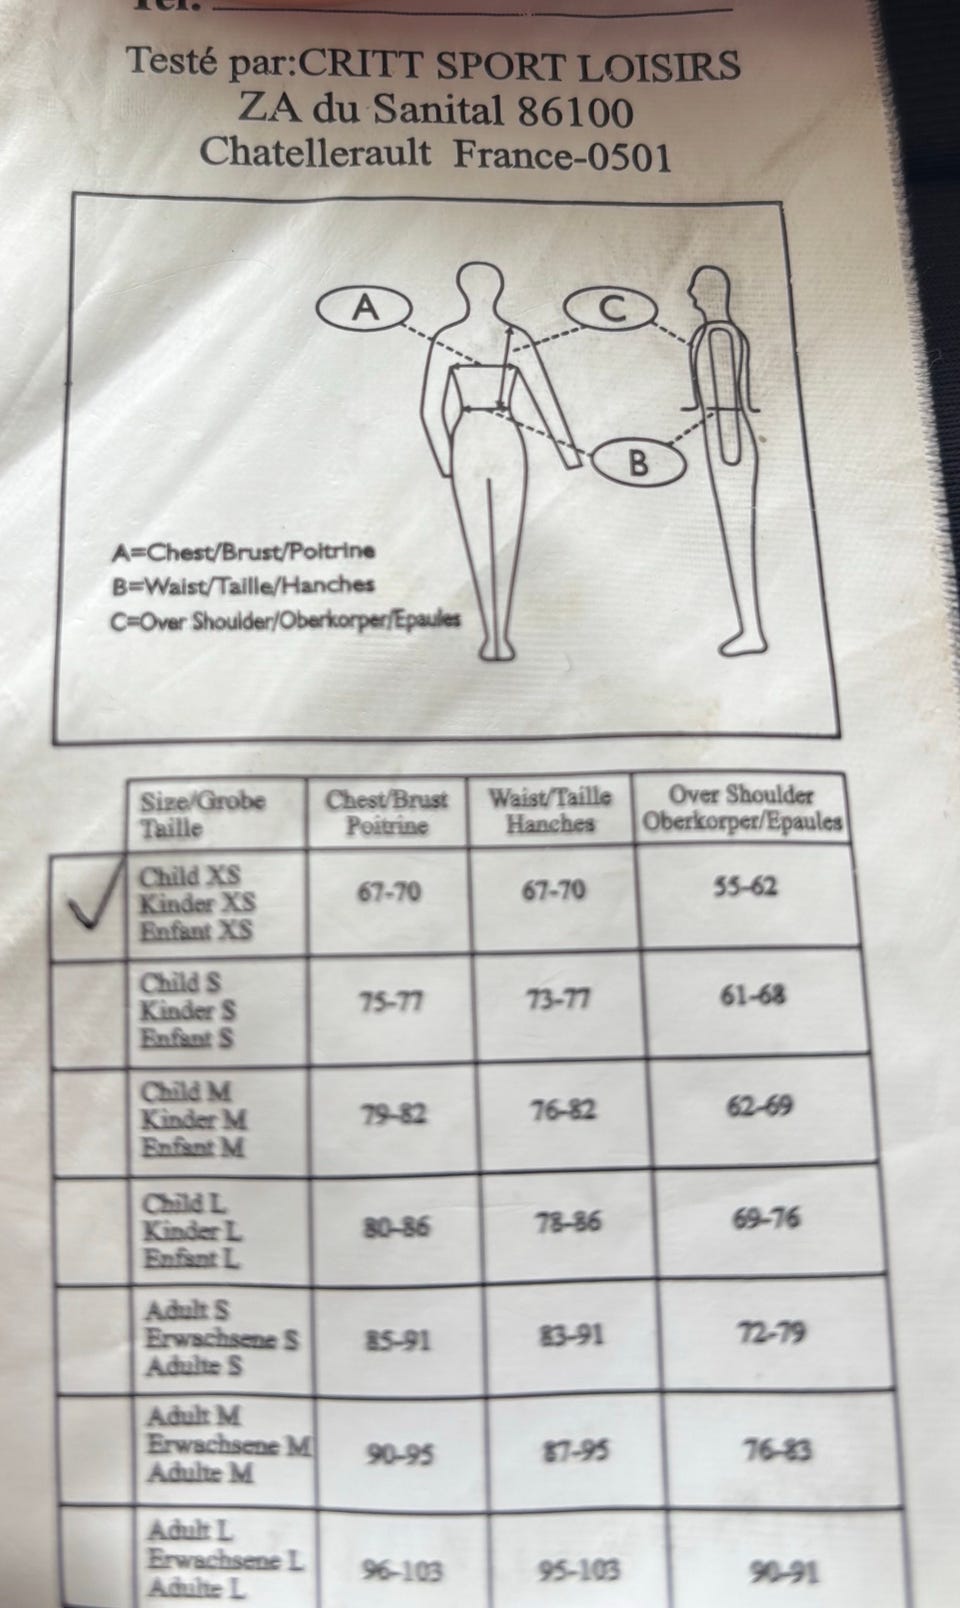 Tel.
Testé par:CRITT SPORT LOISIRS
ZA du Sanital 86100
Chatellerault France-0501
A
C
B
A=Chest/Brust/Poitrine
B=Waist/Taille/Hanches
C=Over Shoulder/Oberkorper/Epaules
Size/Grobe Taille
Chest/Brust Poitrine
Waist/Taille Hanches
Over Shoulder Oberkorper/Epaules
Child XS
Kinder XS
Enfant XS
67-70
67-70
55-62
Child S
Kinder S
Enfant S
75-77
73-77
61-68
Child M
Kinder M
Enfant M
79-82
76-82
62-69
Child L
Kinder L
Enfant L
80-86
78-86
69-76
Adult S
Erwachsene S
Adulte S
85-91
83-91
72-79
Adult M
Erwachsene M
Adulte M
90-95
87-95
76-83
Adult L
Erwachsene L
Adulte L
96-103
95-103
90-91